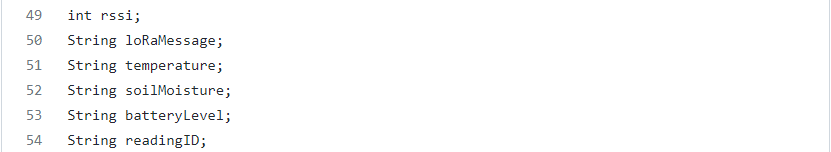 49 int rssi;
50 String loRaMessage;
51 String temperature;
52 String soilMoisture;
53 String batteryLevel;
54 String readingID;